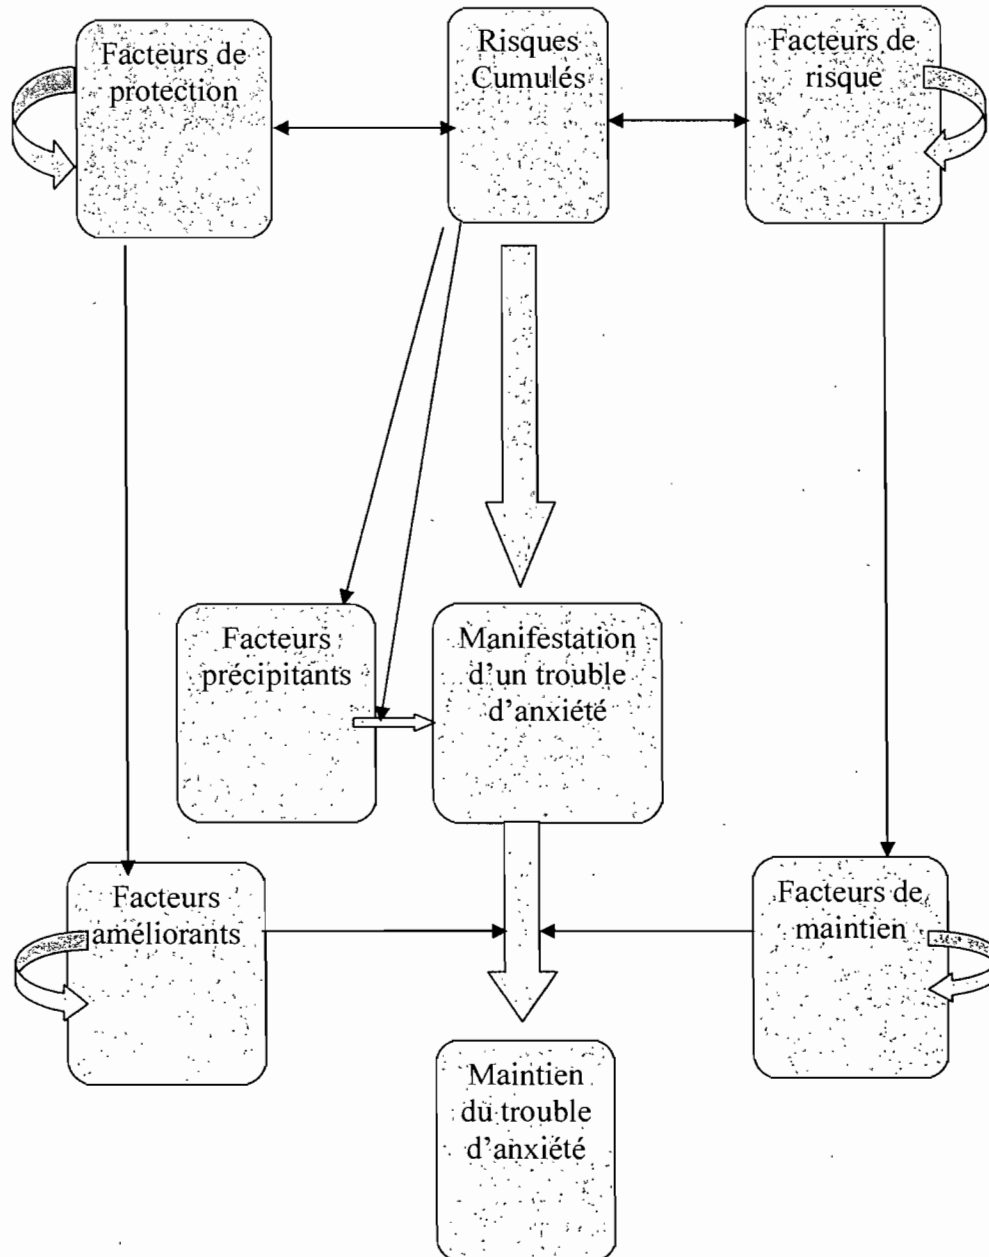 Facteurs de
protection
Risques
Cumulés
Facteurs de
risque
Facteurs
précipitants
Manifestation
d'un trouble
d'anxiété
Facteurs
améliorants
Facteurs de
maintien
Maintien
du trouble
d'anxiété